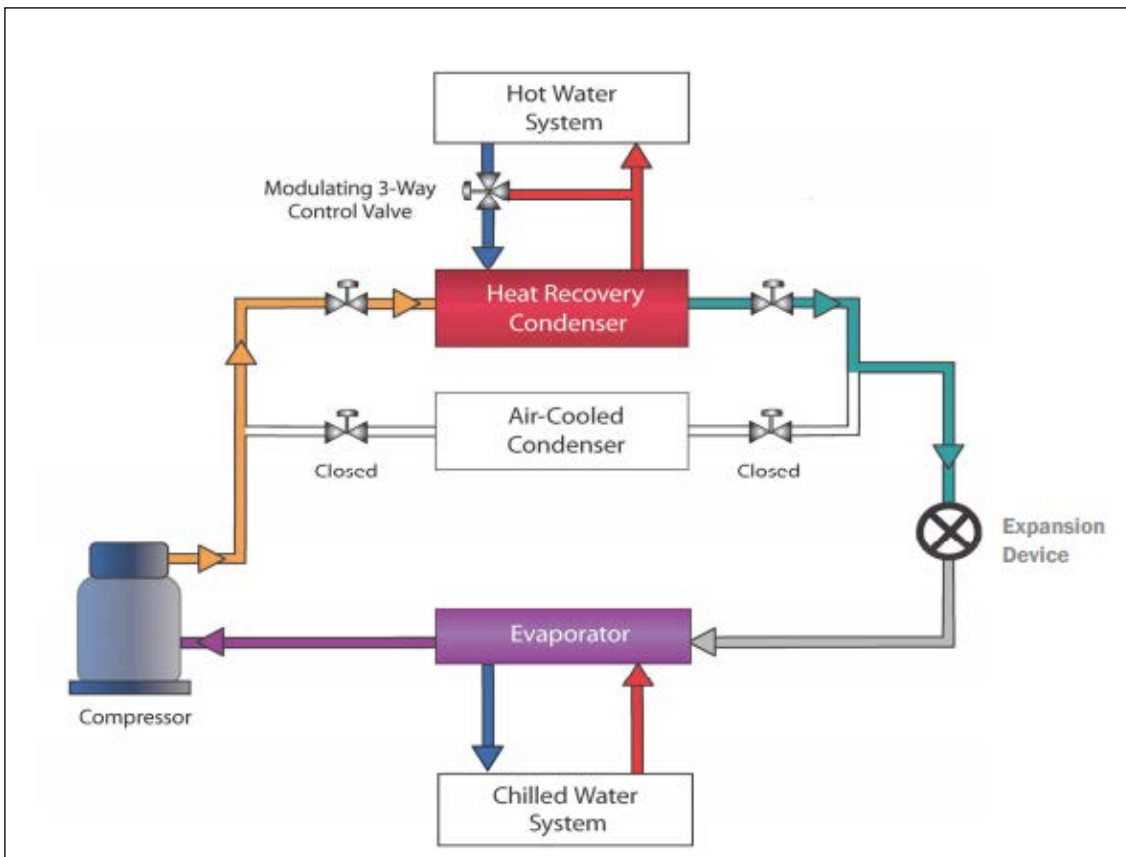 Hot Water
System
Modulating 3-Way
Control Valve
Heat Recovery
Condenser
Air-Cooled
Condenser
Closed
Closed
Expansion
Device
Evaporator
Compressor
Chilled Water
System